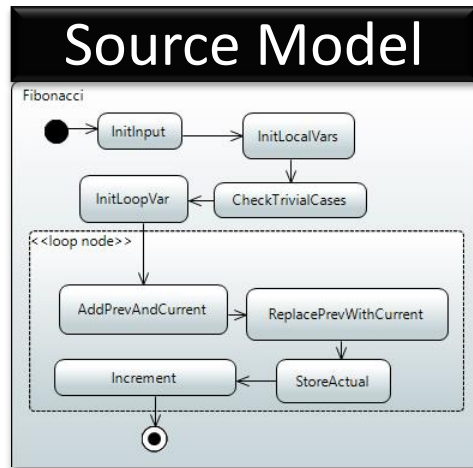 Source Model
Fibonacci
InitInput
InitLocalVars
InitLoopVar
CheckTrivialCases
<<loop node>>
AddPrevAndCurrent
ReplacePrevWithCurrent
Increment
StoreActual